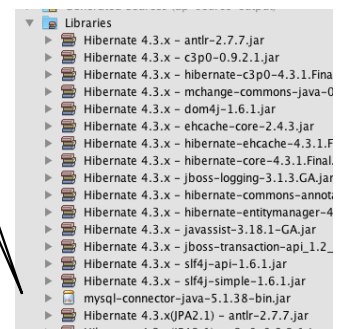 Libraries
Hibernate 4.3.x - antlr-2.7.7.jar
Hibernate 4.3.x - c3p0-0.9.2.1.jar
Hibernate 4.3.x - hibernate-c3p0-4.3.1.Fina
Hibernate 4.3.x - mchange-commons-java-0
Hibernate 4.3.x - dom4j-1.6.1.jar
Hibernate 4.3.x - ehcache-core-2.4.3.jar
Hibernate 4.3.x - hibernate-ehcache-4.3.1.F
Hibernate 4.3.x - hibernate-core-4.3.1.Final.
Hibernate 4.3.x - jboss-logging-3.1.3.GA.jar
Hibernate 4.3.x - hibernate-commons-annota
Hibernate 4.3.x - hibernate-entitymanager-4
Hibernate 4.3.x - javassist-3.18.1-GA.jar
Hibernate 4.3.x - jboss-transaction-api_1.2_
Hibernate 4.3.x - slf4j-api-1.6.1.jar
Hibernate 4.3.x - slf4j-simple-1.6.1.jar
mysql-connector-java-5.1.38-bin.jar
Hibernate 4.3.x(JPA2.1) - antlr-2.7.7.jar